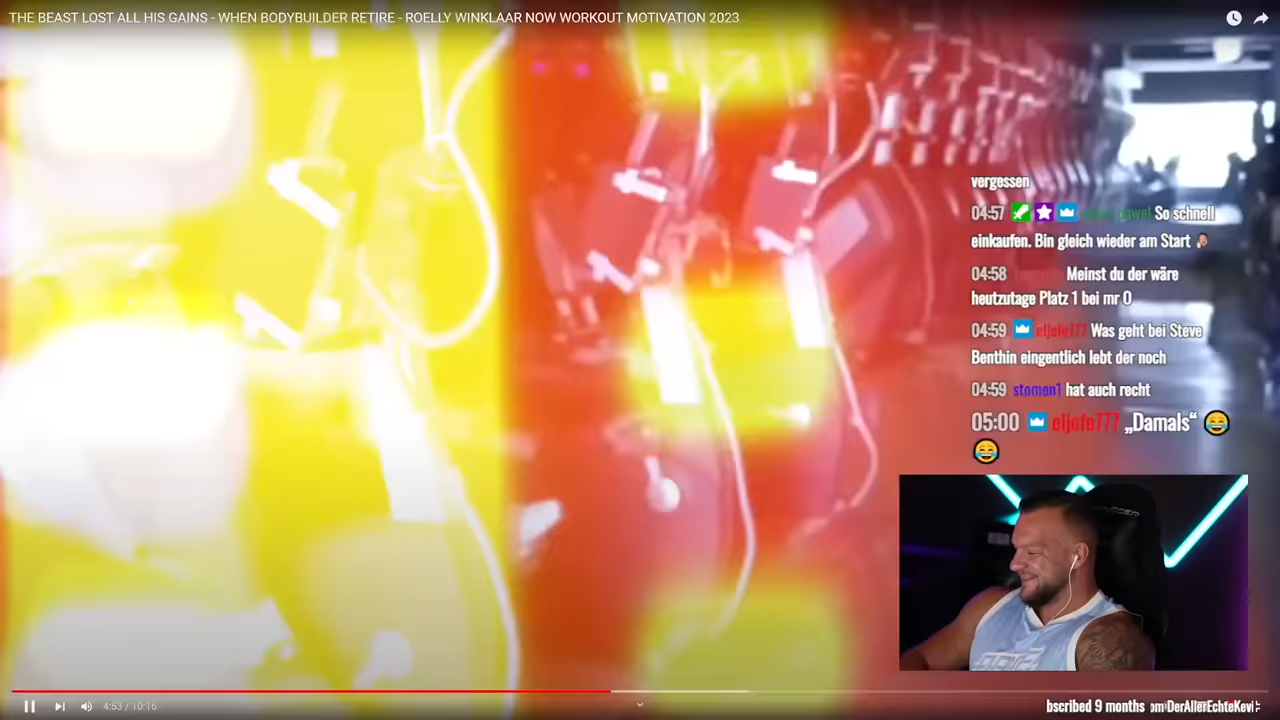 THE BEAST LOST ALL HIS GAINS - WHEN BODYBUILDER RETIRE - ROELLY WINKLAAR NOW WORKOUT MOTIVATION 2023
vergessen
04:57 So schnell
einkaufen. Bin gleich wieder am Start
04:58 Meinst du der wäre
heutzutage Platz 1 bei mr O
04:59 eljefe777 Was geht bei Steve
Benthin eingentlich lebt der noch
04:59 stoman1 hat auch recht
05:00 eljefe777 „Damals“
4:53 / 10:16
bscribed 9 months om DerAllerEchteKevi